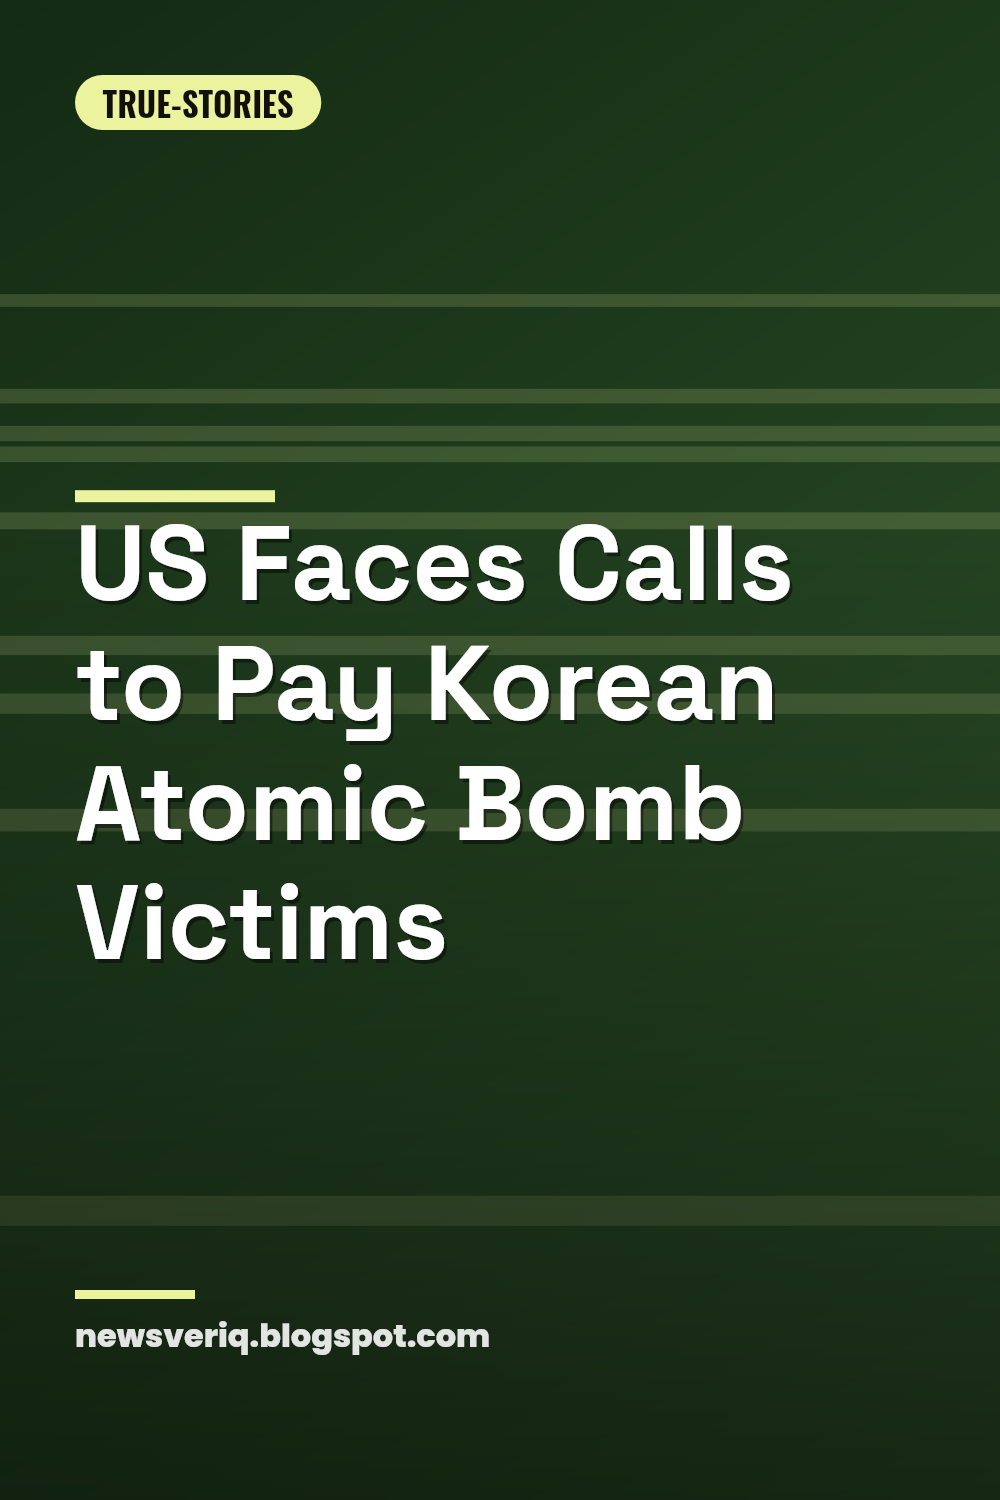 TRUE-STORIES
US Faces Calls
to Pay Korean
Atomic Bomb
Victims
newsveriq.blogspot.com